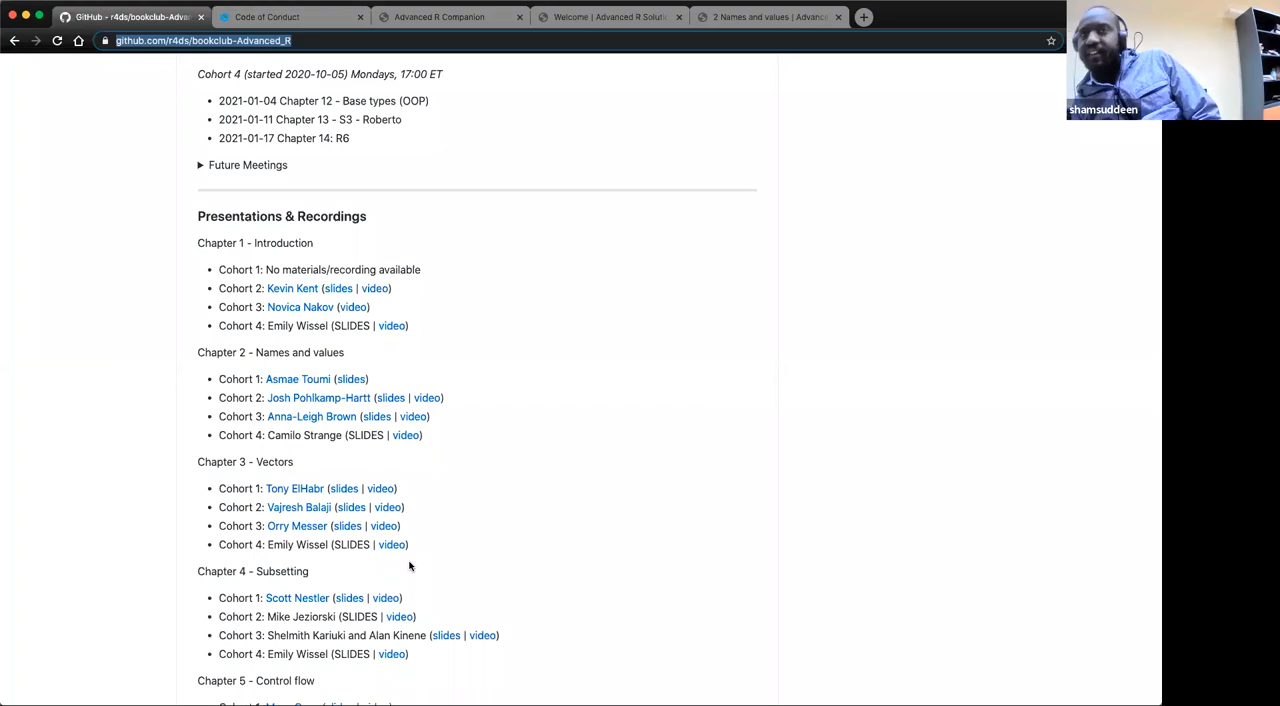 GitHub - r4ds/bookclub-Advan
Code of Conduct
Advanced R Companion
Welcome | Advanced R Soluti
2 Names and values | Advanc
github.com/r4ds/bookclub-Advanced_R
shamsuddeen
Cohort 4 (started 2020-10-05) Mondays, 17:00 ET
• 2021-01-04 Chapter 12 - Base types (OOP)
• 2021-01-11 Chapter 13 - S3 - Roberto
• 2021-01-17 Chapter 14: R6
Future Meetings
Presentations & Recordings
Chapter 1 - Introduction
• Cohort 1: No materials/recording available
• Cohort 2: Kevin Kent (slides | video)
• Cohort 3: Novica Nakov (video)
• Cohort 4: Emily Wissel (SLIDES | video)
Chapter 2 - Names and values
• Cohort 1: Asmae Toumi (slides)
• Cohort 2: Josh Pohlkamp-Hartt (slides | video)
• Cohort 3: Anna-Leigh Brown (slides | video)
• Cohort 4: Camilo Strange (SLIDES | video)
Chapter 3 - Vectors
• Cohort 1: Tony ElHabr (slides | video)
• Cohort 2: Vajresh Balaji (slides | video)
• Cohort 3: Orry Messer (slides | video)
• Cohort 4: Emily Wissel (SLIDES | video)
Chapter 4 - Subsetting
• Cohort 1: Scott Nestler (slides | video)
• Cohort 2: Mike Jeziorski (SLIDES | video)
• Cohort 3: Shelmith Kariuki and Alan Kinene (slides | video)
• Cohort 4: Emily Wissel (SLIDES | video)
Chapter 5 - Control flow